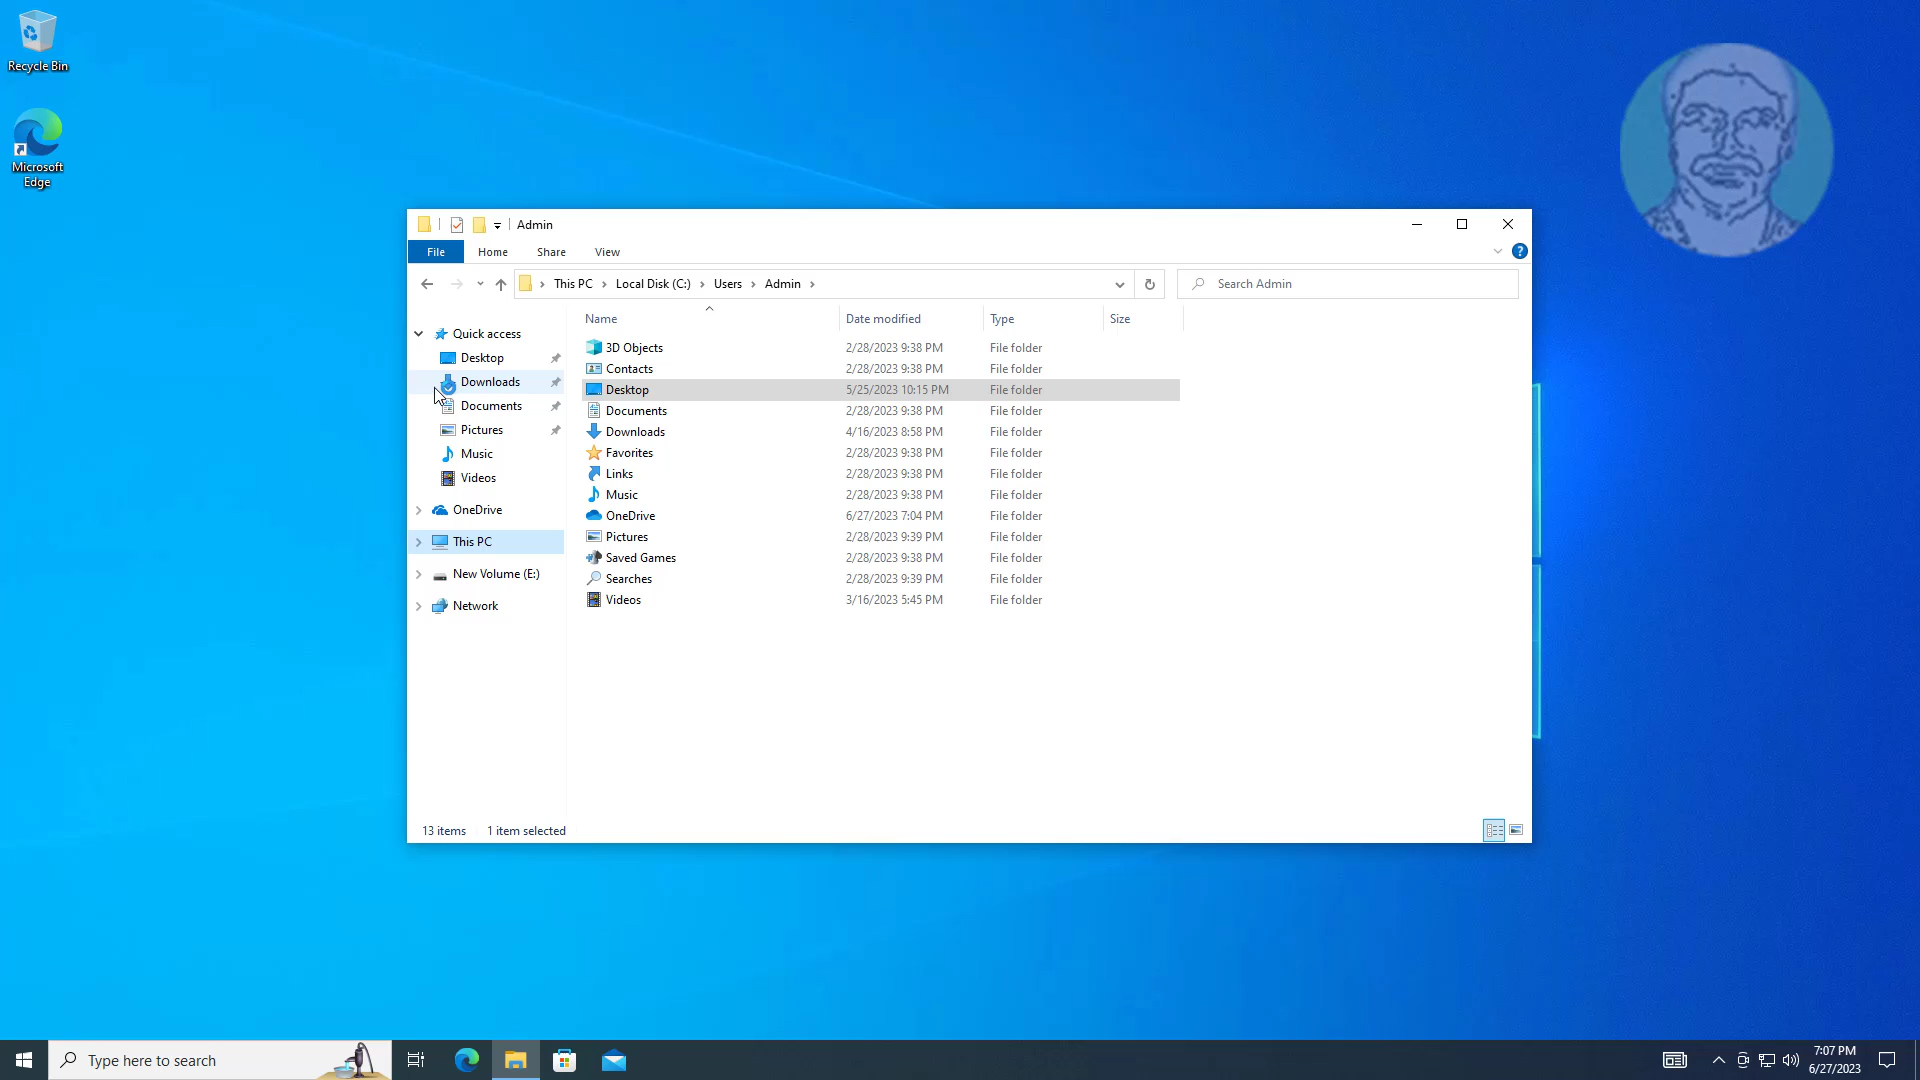 Recycle Bin
Microsoft
Edge
Admin
File Home Share View
This PC Local Disk (C:) Users Admin
Search Admin
Quick access
Desktop
Downloads
Documents
Pictures
Music
Videos
OneDrive
This PC
New Volume (E:)
Network
Name Date modified Type Size
3D Objects 2/28/2023 9:38 PM File folder
Contacts 2/28/2023 9:38 PM File folder
Desktop 5/25/2023 10:15 PM File folder
Documents 2/28/2023 9:38 PM File folder
Downloads 4/16/2023 8:58 PM File folder
Favorites 2/28/2023 9:38 PM File folder
Links 2/28/2023 9:38 PM File folder
Music 2/28/2023 9:38 PM File folder
OneDrive 6/27/2023 7:04 PM File folder
Pictures 2/28/2023 9:39 PM File folder
Saved Games 2/28/2023 9:38 PM File folder
Searches 2/28/2023 9:39 PM File folder
Videos 3/16/2023 5:45 PM File folder
13 items 1 item selected
Type here to search
7:07 PM
6/27/2023